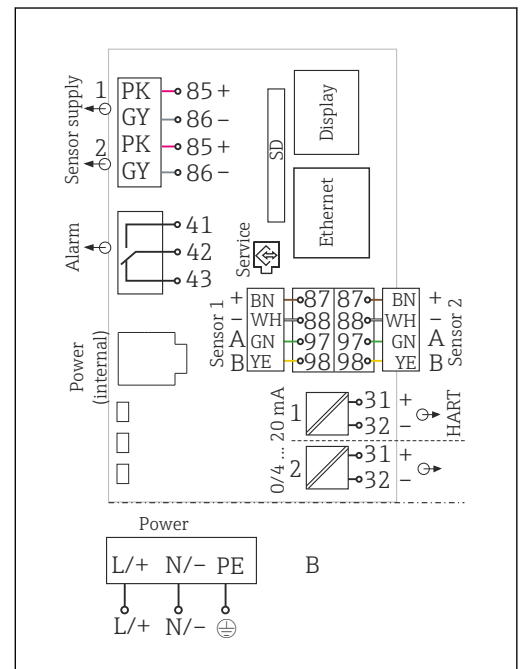 Sensor supply
1 PK 85 +
GY 86 –
2 PK 85 +
GY 86 –
Display
SD
Ethernet
Alarm
41
42
43
Service
Power
(internal)
Sensor 1
+ BN 87 87 BN +
– WH 88 88 WH –
A GN 97 97 GN A
B YE 98 98 YE B
Sensor 2
0/4 ... 20 mA
1 31 +
32 –
HART
2 31 +
32 –
Power
L/+ N/– PE
B
L/+ N/–